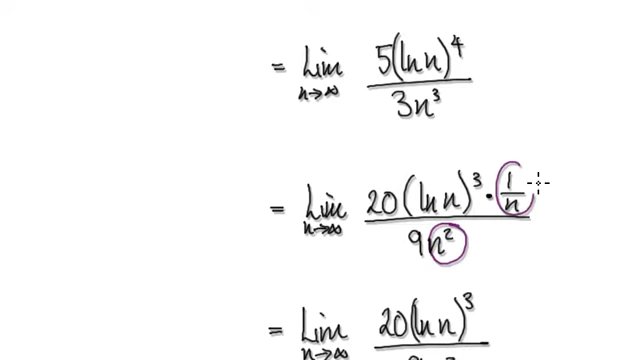 = lim n→∞ 5(ln n)^4 / 3n^3
= lim n→∞ 20(ln n)^3 · 1/n / 9n^2
= lim n→∞ 20(ln n)^3